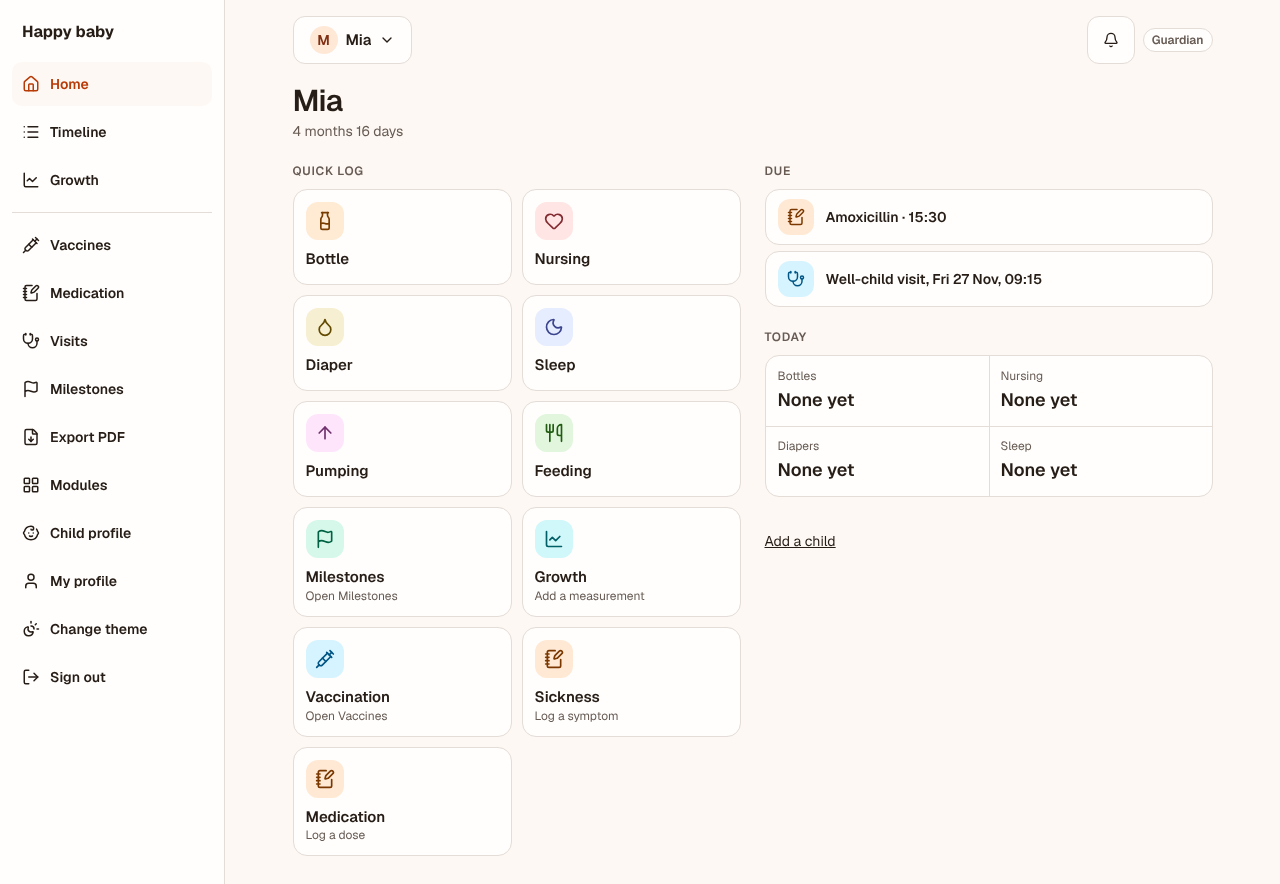 Happy baby
Home
Timeline
Growth
Vaccines
Medication
Visits
Milestones
Export PDF
Modules
Child profile
My profile
Change theme
Sign out
M Mia
Guardian
Mia
4 months 16 days
QUICK LOG
Bottle
Nursing
Diaper
Sleep
Pumping
Feeding
Milestones
Open Milestones
Growth
Add a measurement
Vaccination
Open Vaccines
Sickness
Log a symptom
Medication
Log a dose
DUE
Amoxicillin · 15:30
Well-child visit, Fri 27 Nov, 09:15
TODAY
Bottles
None yet
Nursing
None yet
Diapers
None yet
Sleep
None yet
Add a child